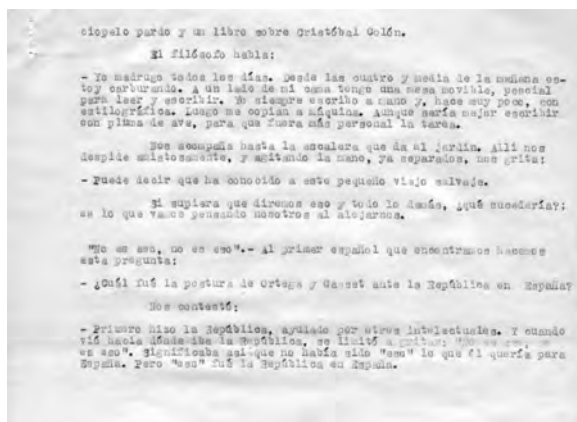 ciopelo pardo y un libro sobre Cristóbal Colón.
El filósofo habla:
- Yo madrugo todos los días. Desde las cuatro y media de la mañana es-
toy carburando. A un lado de mi cama tengo una mesa movible, especial
para leer y escribir. Yo siempre escribo a mano y, hace muy poco, con
estilográfica. Luego me copian a máquina. Aunque sería mejor escribir
con pluma de ave, para que fuera más personal la tarea.
Nos acompaña hasta la escalera que da al jardín. Allí nos
despide amistosamente, y agitando la mano, ya separados, nos grita:
- Puede decir que ha conocido a este pequeño viejo salvaje.
Si supiera que diremos eso y todo lo demás, ¿qué sucedería?:
es lo que vamos pensando nosotros al alejarnos.
"No es eso, no es eso".- Al primer español que encontramos hacemos
esta pregunta:
- ¿Cuál fué la postura de Ortega y Gasset ante la República en España?
Nos contestó:
- Primero hizo la República, ayudado por otros intelectuales. Y cuando
vió hacia dónde iba la República, se limitó a gritar: "No es eso, no
es eso". Significaba así que no había sido "eso" lo que él quería para
España. Pero "eso" fué la República en España.